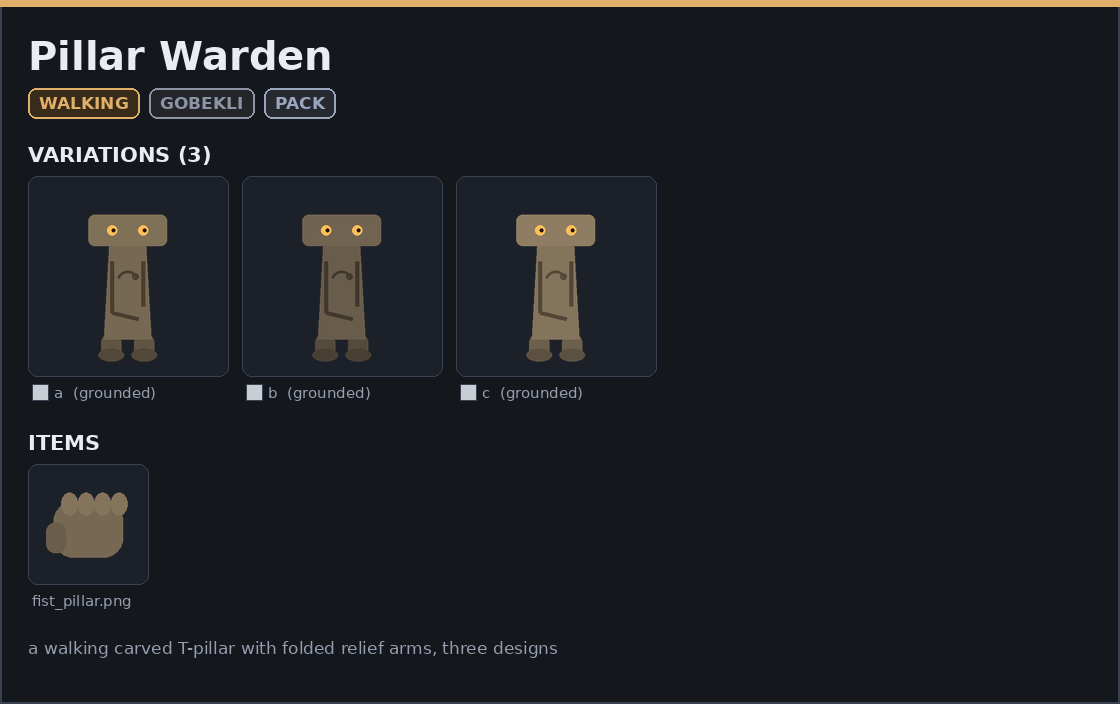 Pillar Warden
WALKING GOBEKLI PACK
VARIATIONS (3)
a (grounded) b (grounded) c (grounded)
ITEMS
fist_pillar.png
a walking carved T-pillar with folded relief arms, three designs